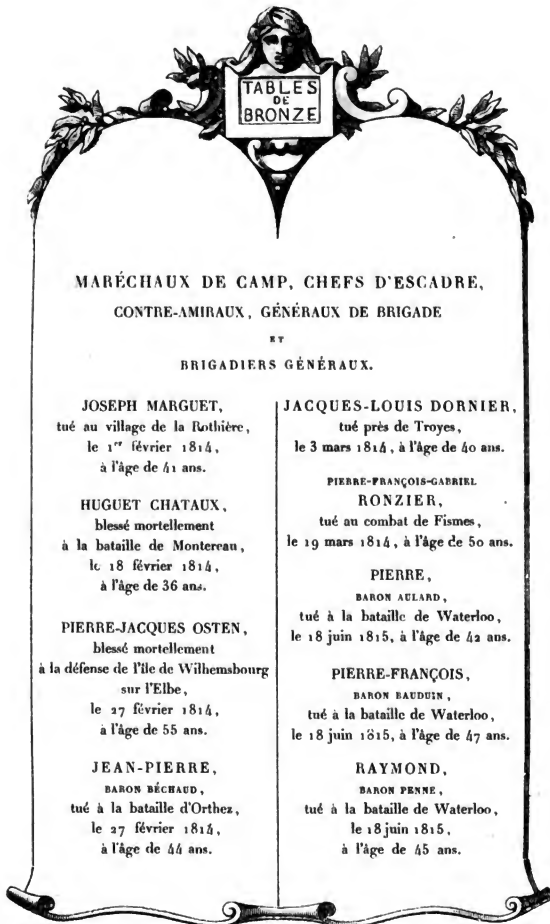 TABLES
DE
BRONZE
MARÉCHAUX DE CAMP, CHEFS D'ESCADRE,
CONTRE-AMIRAUX, GÉNÉRAUX DE BRIGADE
ET
BRIGADIERS GÉNÉRAUX.
JOSEPH MARGUET,
tué au village de la Rothière,
le 1er février 1814,
à l'âge de 41 ans.
HUGUET CHATAUX,
blessé mortellement
à la bataille de Montereau,
le 18 février 1814,
à l'âge de 36 ans.
PIERRE-JACQUES OSTEN,
blessé mortellement
à la défense de l'île de Wilhemsbourg
sur l'Elbe,
le 27 février 1814,
à l'âge de 55 ans.
JEAN-PIERRE,
BARON BÉCHAUD,
tué à la bataille d'Orthez,
le 27 février 1814,
à l'âge de 44 ans.
JACQUES-LOUIS DORNIER,
tué près de Troyes,
le 3 mars 1814, à l'âge de 40 ans.
PIERRE-FRANÇOIS-GABRIEL
RONZIER,
tué au combat de Fismes,
le 19 mars 1814, à l'âge de 50 ans.
PIERRE,
BARON AULARD,
tué à la bataille de Waterloo,
le 18 juin 1815, à l'âge de 42 ans.
PIERRE-FRANÇOIS,
BARON BAUDUIN,
tué à la bataille de Waterloo,
le 18 juin 1815, à l'âge de 47 ans.
RAYMOND,
BARON PENNE,
tué à la bataille de Waterloo,
le 18 juin 1815,
à l'âge de 45 ans.